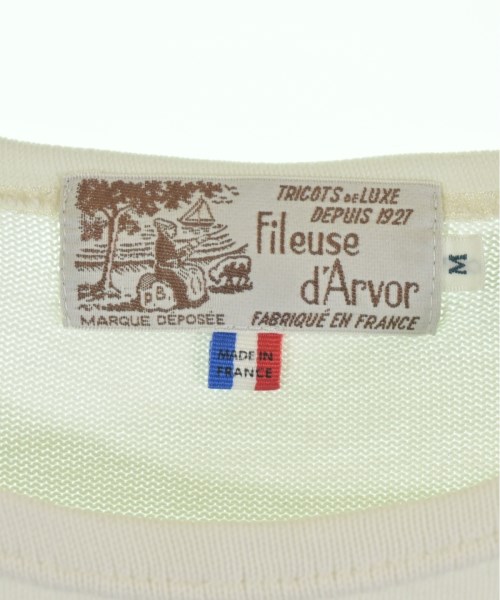 TRICOTS DE LUXE
DEPUIS 1927
Fileuse
d'Arvor
P.B.
MARQUE DÉPOSÉE
FABRIQUÉ EN FRANCE
M
MADE IN
FRANCE